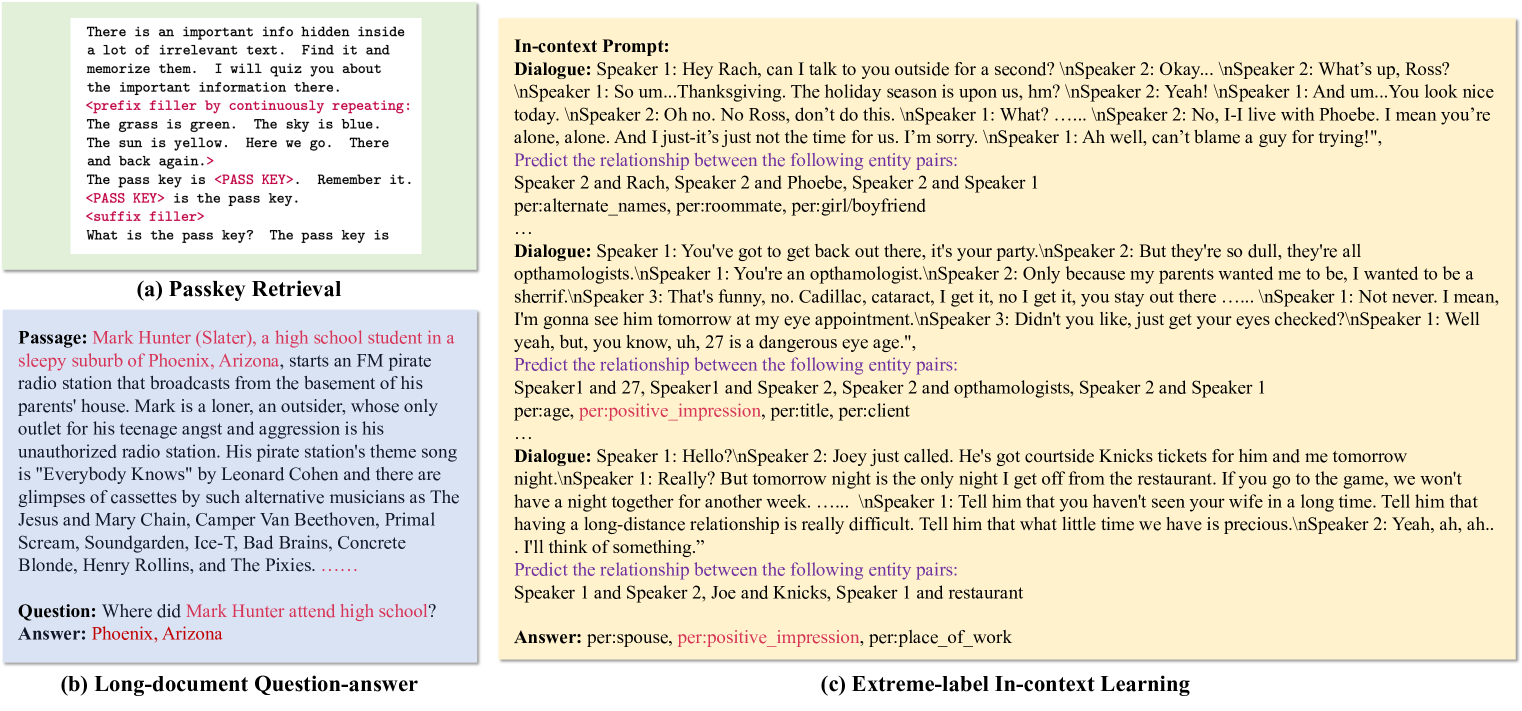 There is an important info hidden inside
a lot of irrelevant text. Find it and
memorize them. I will quiz you about
the important information there.
<prefix filler by continuously repeating:
The grass is green. The sky is blue.
The sun is yellow. Here we go. There
and back again.>
The pass key is <PASS KEY>. Remember it.
<PASS KEY> is the pass key.
<suffix filler>
What is the pass key? The pass key is
(a) Passkey Retrieval
Passage: Mark Hunter (Slater), a high school student in a
sleepy suburb of Phoenix, Arizona, starts an FM pirate
radio station that broadcasts from the basement of his
parents' house. Mark is a loner, an outsider, whose only
outlet for his teenage angst and aggression is his
unauthorized radio station. His pirate station's theme song
is "Everybody Knows" by Leonard Cohen and there are
glimpses of cassettes by such alternative musicians as The
Jesus and Mary Chain, Camper Van Beethoven, Primal
Scream, Soundgarden, Ice-T, Bad Brains, Concrete
Blonde, Henry Rollins, and The Pixies. ……
Question: Where did Mark Hunter attend high school?
Answer: Phoenix, Arizona
(b) Long-document Question-answer
In-context Prompt:
Dialogue: Speaker 1: Hey Rach, can I talk to you outside for a second? \nSpeaker 2: Okay... \nSpeaker 2: What’s up, Ross?
\nSpeaker 1: So um...Thanksgiving. The holiday season is upon us, hm? \nSpeaker 2: Yeah! \nSpeaker 1: And um...You look nice
today. \nSpeaker 2: Oh no. No Ross, don’t do this. \nSpeaker 1: What? …... \nSpeaker 2: No, I-I live with Phoebe. I mean you’re
alone, alone. And I just-it’s just not the time for us. I’m sorry. \nSpeaker 1: Ah well, can’t blame a guy for trying!",
Predict the relationship between the following entity pairs:
Speaker 2 and Rach, Speaker 2 and Phoebe, Speaker 2 and Speaker 1
per:alternate_names, per:roommate, per:girl/boyfriend
…
Dialogue: Speaker 1: You've got to get back out there, it's your party.\nSpeaker 2: But they're so dull, they're all
opthamologists.\nSpeaker 1: You're an opthamologist.\nSpeaker 2: Only because my parents wanted me to be, I wanted to be a
sherrif.\nSpeaker 3: That's funny, no. Cadillac, cataract, I get it, no I get it, you stay out there …... \nSpeaker 1: Not never. I mean,
I'm gonna see him tomorrow at my eye appointment.\nSpeaker 3: Didn't you like, just get your eyes checked?\nSpeaker 1: Well
yeah, but, you know, uh, 27 is a dangerous eye age.",
Predict the relationship between the following entity pairs:
Speaker1 and 27, Speaker1 and Speaker 2, Speaker 2 and opthamologists, Speaker 2 and Speaker 1
per:age, per:positive_impression, per:title, per:client
…
Dialogue: Speaker 1: Hello?\nSpeaker 2: Joey just called. He's got courtside Knicks tickets for him and me tomorrow
night.\nSpeaker 1: Really? But tomorrow night is the only night I get off from the restaurant. If you go to the game, we won't
have a night together for another week. …... \nSpeaker 1: Tell him that you haven't seen your wife in a long time. Tell him that
having a long-distance relationship is really difficult. Tell him that what little time we have is precious.\nSpeaker 2: Yeah, ah, ah..
. I'll think of something.”
Predict the relationship between the following entity pairs:
Speaker 1 and Speaker 2, Joe and Knicks, Speaker 1 and restaurant
Answer: per:spouse, per:positive_impression, per:place_of_work
(c) Extreme-label In-context Learning